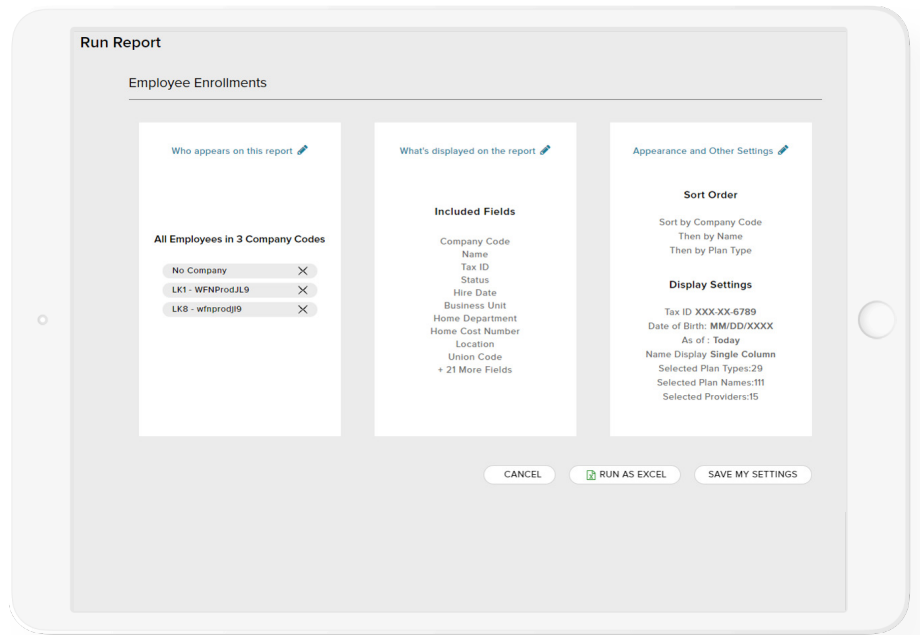 Run Report
Employee Enrollments
Who appears on this report
All Employees in 3 Company Codes
No Company
LK1 - WFNProdJL9
LK8 - wfnprodjl9
What's displayed on the report
Included Fields
Company Code
Name
Tax ID
Status
Hire Date
Business Unit
Home Department
Home Cost Number
Location
Union Code
+ 21 More Fields
Appearance and Other Settings
Sort Order
Sort by Company Code
Then by Name
Then by Plan Type
Display Settings
Tax ID XXX-XX-6789
Date of Birth: MM/DD/XXXX
As of : Today
Name Display Single Column
Selected Plan Types:29
Selected Plan Names:111
Selected Providers:15
CANCEL
RUN AS EXCEL
SAVE MY SETTINGS